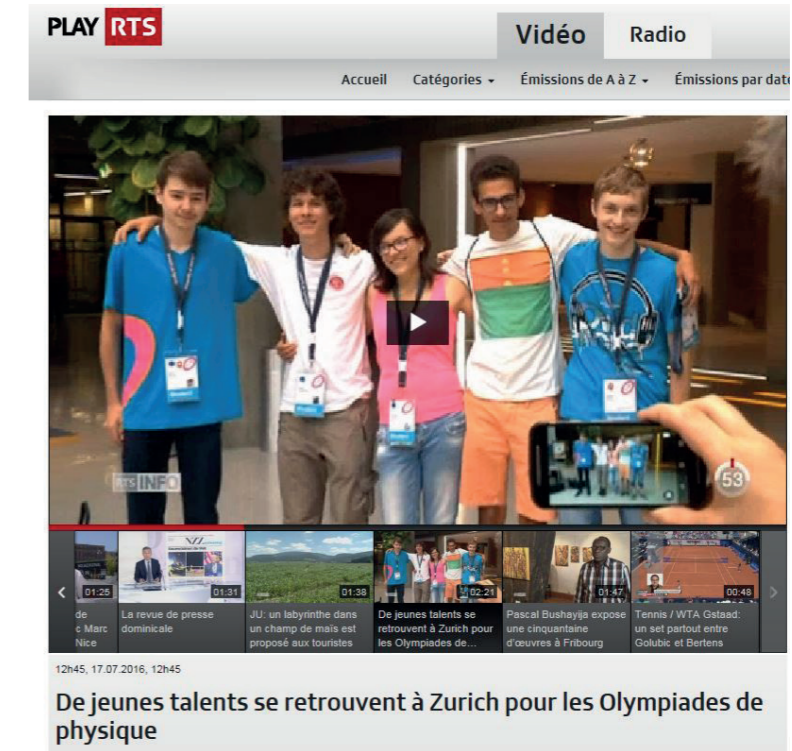 PLAY RTS
Vidéo Radio
Accueil Catégories Émissions de A à Z Émissions par
RTS INFO
53
01:25
de
c Marc
Nice
01:31
La revue de presse
dominicale
01:38
JU: un labyrinthe dans
un champ de maïs est
proposé aux touristes
02:21
De jeunes talents se
retrouvent à Zurich pour
les Olympiades de...
01:47
Pascal Bushayija expose
une cinquantaine
d'œuvres à Fribourg
00:48
Tennis / WTA Gstaad:
un set partout entre
Golubic et Bertens
12h45, 17.07.2016, 12h45
De jeunes talents se retrouvent à Zurich pour les Olympiades de
physique